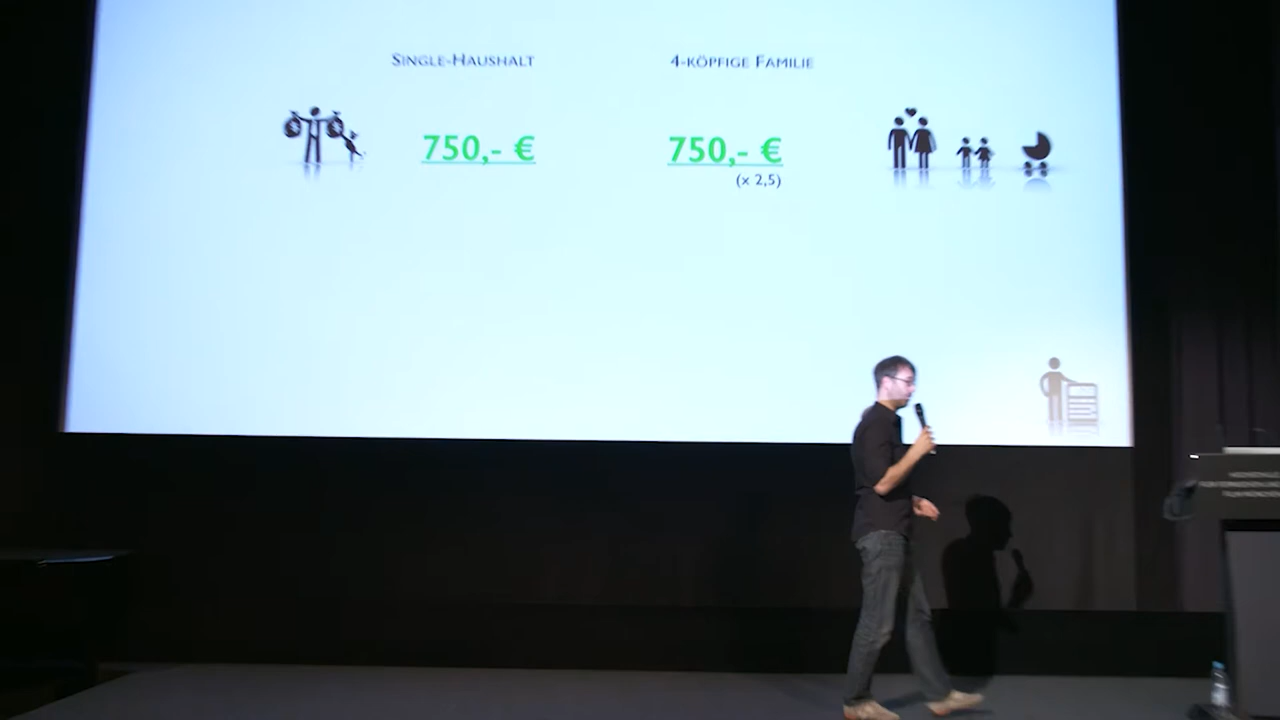 Single-Haushalt
4-köpfige Familie
750,- €
750,- €
(x 2,5)